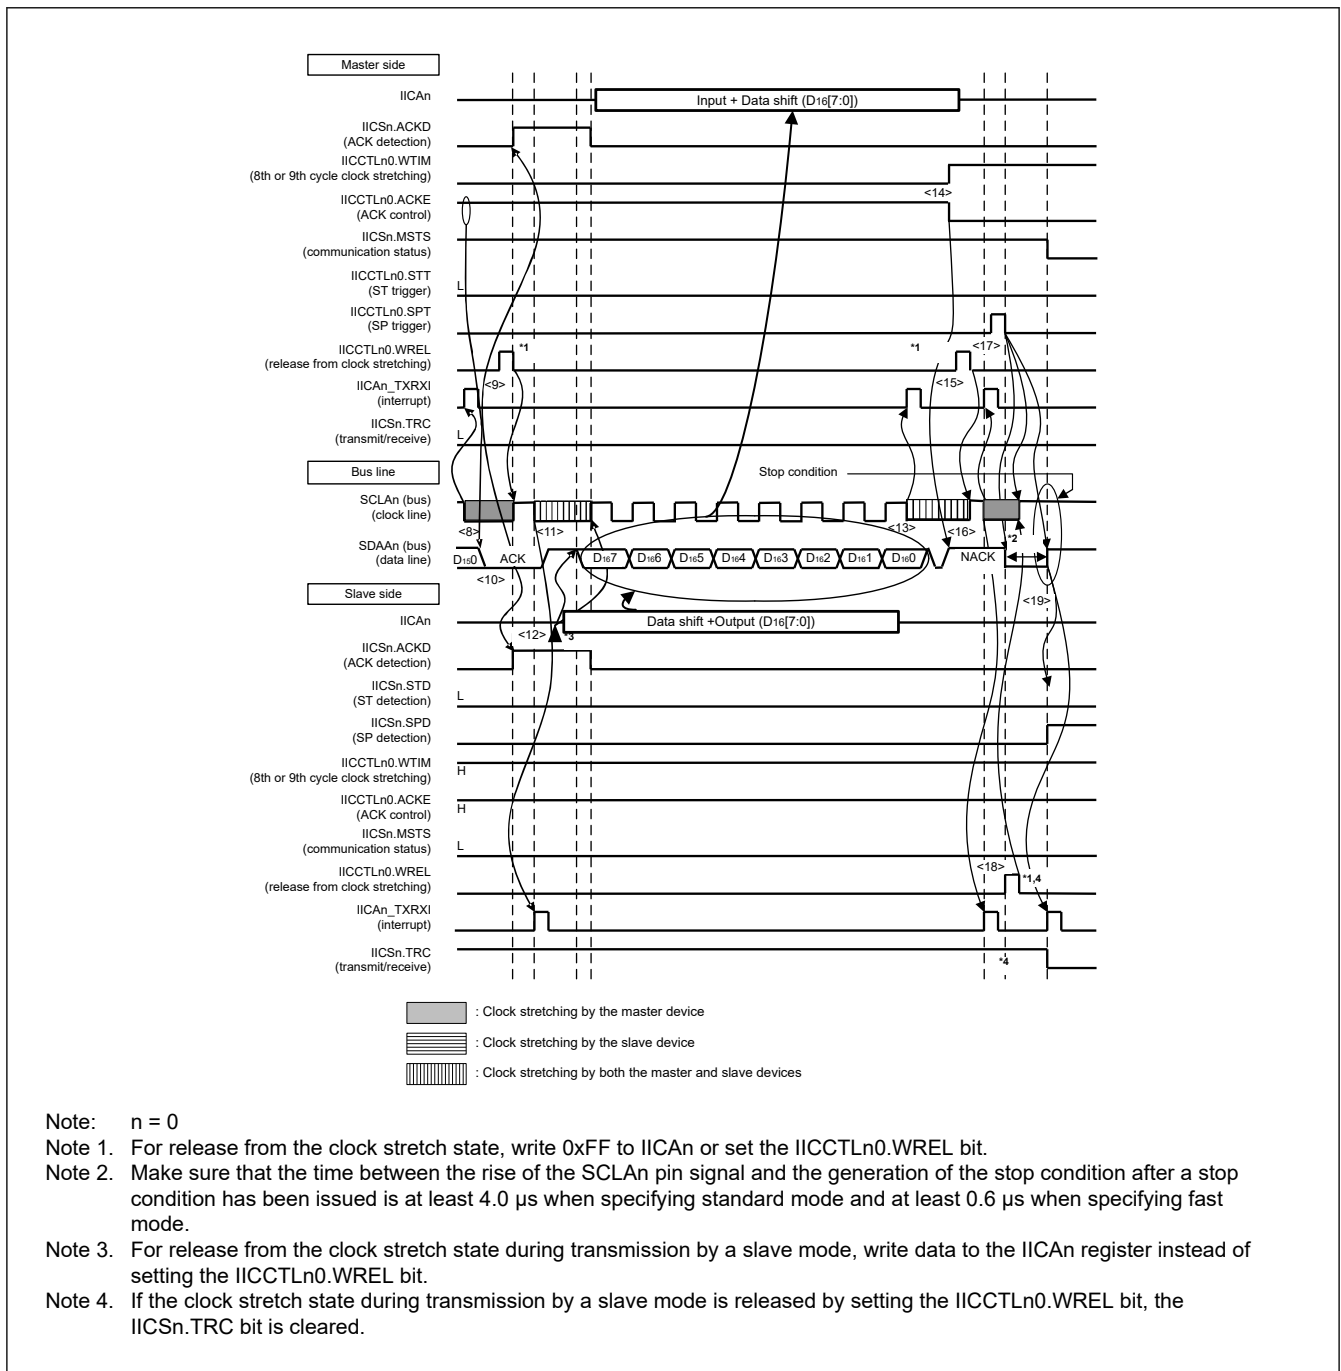 Master side
IICAn
Input + Data shift (D16[7:0])
IICSn.ACKD
(ACK detection)
IICCTLn0.WTIM
(8th or 9th cycle clock stretching)
<14>
IICCTLn0.ACKE
(ACK control)
IICSn.MSTS
(communication status)
IICCTLn0.STT
(ST trigger)
L
IICCTLn0.SPT
(SP trigger)
<17>
IICCTLn0.WREL
(release from clock stretching)
*1
*1
<9>
<15>
IICAn_TXRXI
(interrupt)
IICSn.TRC
(transmit/receive)
L
Bus line
Stop condition
SCLAn (bus)
(clock line)
<8>
<11>
<13>
<16>
SDAAn (bus)
(data line)
*2
D150
ACK
D167
D166
D165
D164
D163
D162
D161
D160
NACK
<10>
<19>
Slave side
IICAn
<12>
*3
Data shift +Output (D16[7:0])
IICSn.ACKD
(ACK detection)
IICSn.STD
(ST detection)
L
IICSn.SPD
(SP detection)
IICCTLn0.WTIM
(8th or 9th cycle clock stretching)
H
IICCTLn0.ACKE
(ACK control)
H
IICSn.MSTS
(communication status)
L
<18>
IICCTLn0.WREL
(release from clock stretching)
*1,4
IICAn_TXRXI
(interrupt)
IICSn.TRC
(transmit/receive)
*4
: Clock stretching by the master device
: Clock stretching by the slave device
: Clock stretching by both the master and slave devices
Note: n = 0
Note 1. For release from the clock stretch state, write 0xFF to IICAn or set the IICCTLn0.WREL bit.
Note 2. Make sure that the time between the rise of the SCLAn pin signal and the generation of the stop condition after a stop
condition has been issued is at least 4.0 µs when specifying standard mode and at least 0.6 µs when specifying fast
mode.
Note 3. For release from the clock stretch state during transmission by a slave mode, write data to the IICAn register instead of
setting the IICCTLn0.WREL bit.
Note 4. If the clock stretch state during transmission by a slave mode is released by setting the IICCTLn0.WREL bit, the
IICSn.TRC bit is cleared.